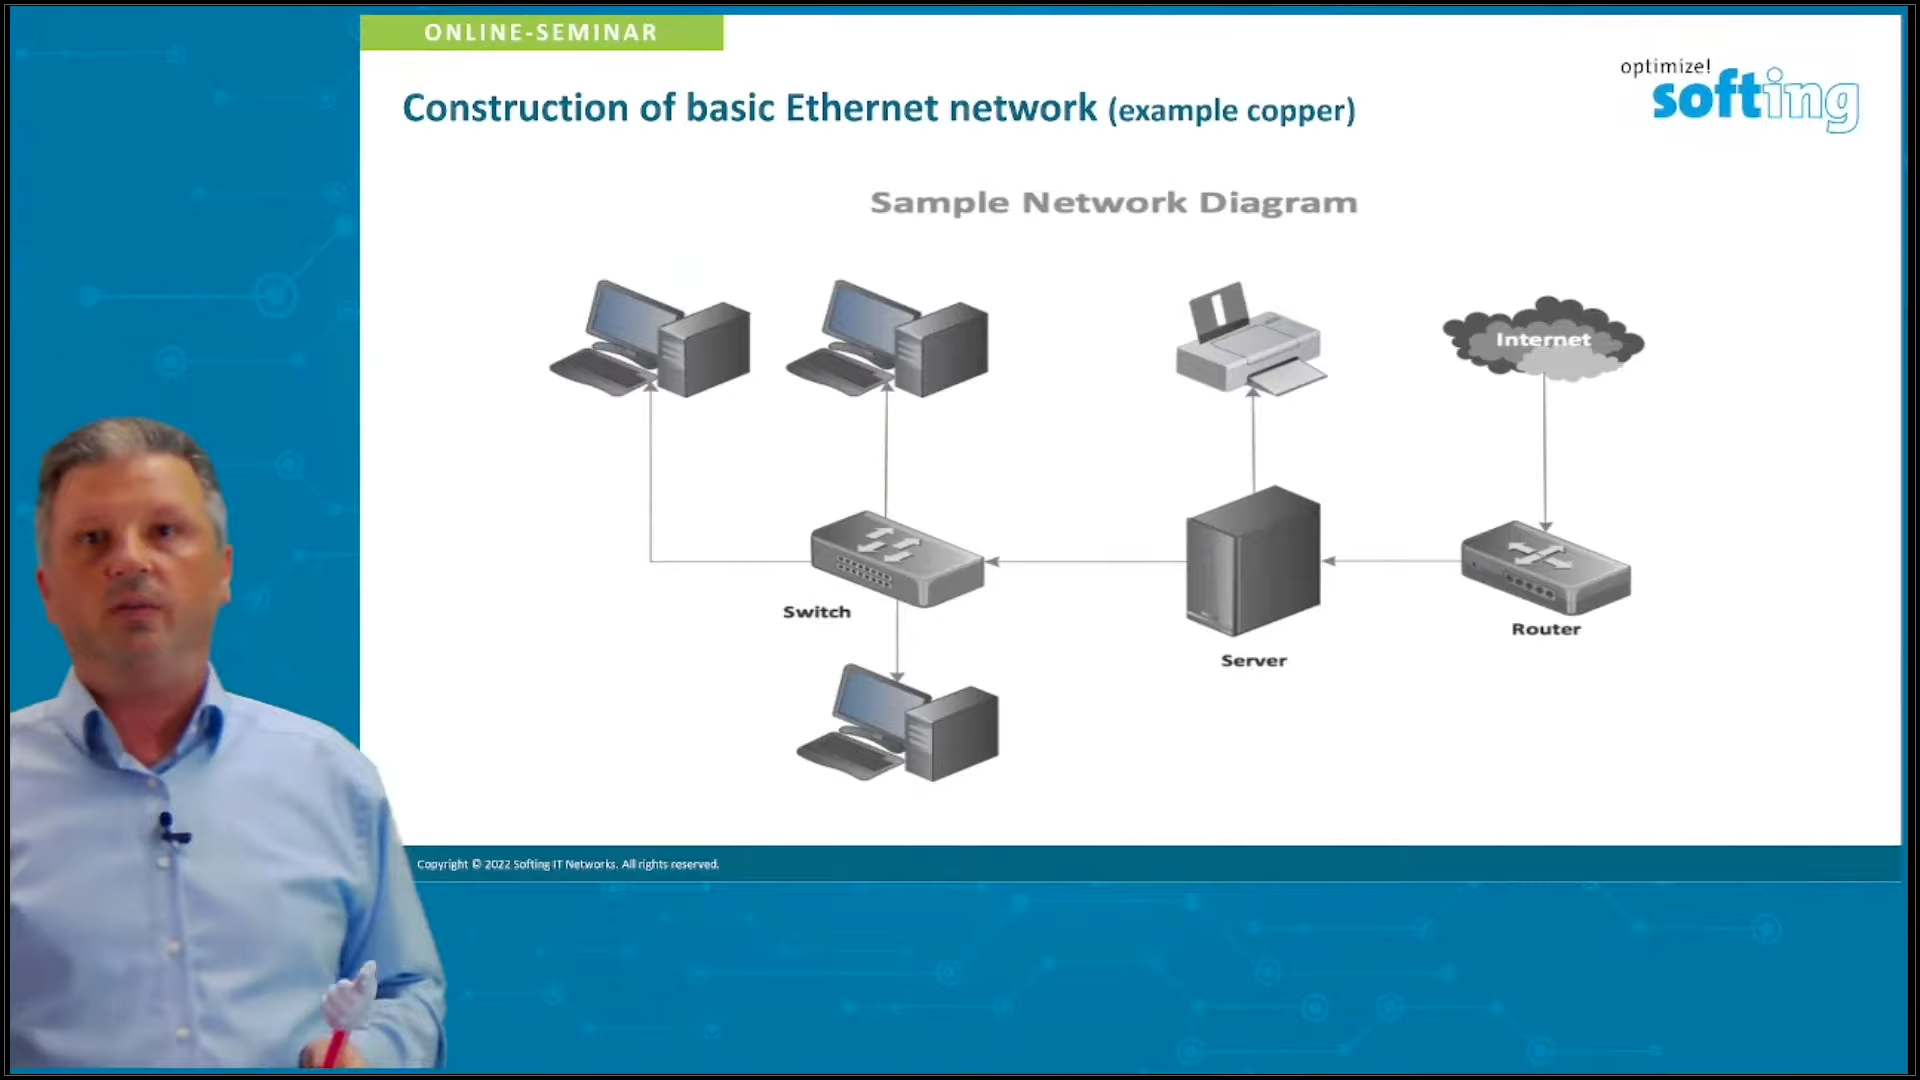 ONLINE-SEMINAR
optimize!
softing
Construction of basic Ethernet network (example copper)
Sample Network Diagram
Internet
Switch
Router
Server
Copyright © 2022 Softing IT Networks. All rights reserved.